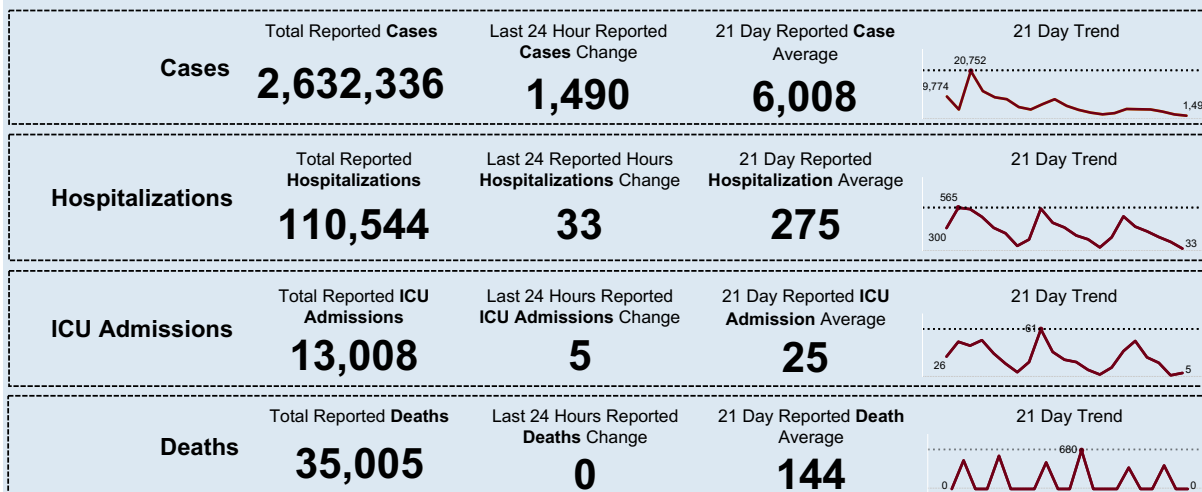 Cases
Total Reported Cases
2,632,336
Last 24 Hour Reported
Cases Change
1,490
21 Day Reported Case
Average
6,008
21 Day Trend
20,752
9,774
1,49
Hospitalizations
Total Reported
Hospitalizations
110,544
Last 24 Reported Hours
Hospitalizations Change
33
21 Day Reported
Hospitalization Average
275
21 Day Trend
565
300
33
ICU Admissions
Total Reported ICU
Admissions
13,008
Last 24 Hours Reported
ICU Admissions Change
5
21 Day Reported ICU
Admission Average
25
21 Day Trend
61
26
5
Deaths
Total Reported Deaths
35,005
Last 24 Hours Reported
Deaths Change
0
21 Day Reported Death
Average
144
21 Day Trend
680
0
0